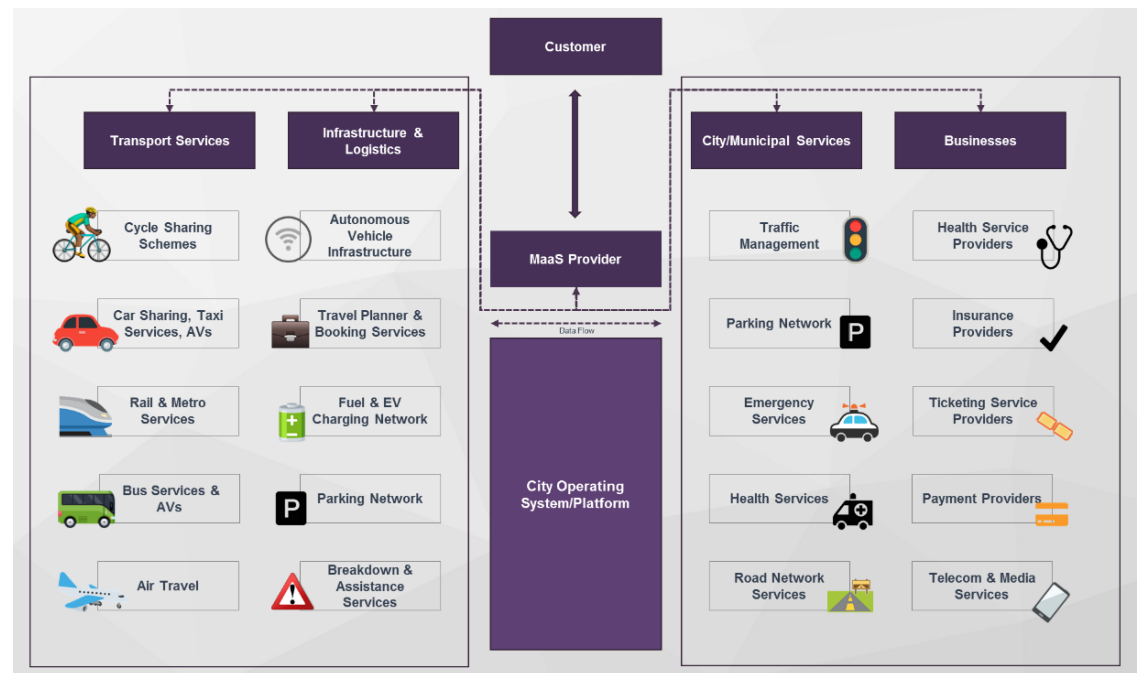 Customer
Transport Services
Infrastructure &
Logistics
City/Municipal Services
Businesses
Cycle Sharing
Schemes
Autonomous
Vehicle
Infrastructure
MaaS Provider
Traffic
Management
Health Service
Providers
Car Sharing, Taxi
Services, AVs
Travel Planner &
Booking Services
Data Flow
Parking Network
P
Insurance
Providers
Rail & Metro
Services
Fuel & EV
Charging Network
Emergency
Services
Ticketing Service
Providers
Bus Services &
AVs
P
Parking Network
City Operating
System/Platform
Health Services
Payment Providers
Air Travel
Breakdown &
Assistance
Services
Road Network
Services
Telecom & Media
Services